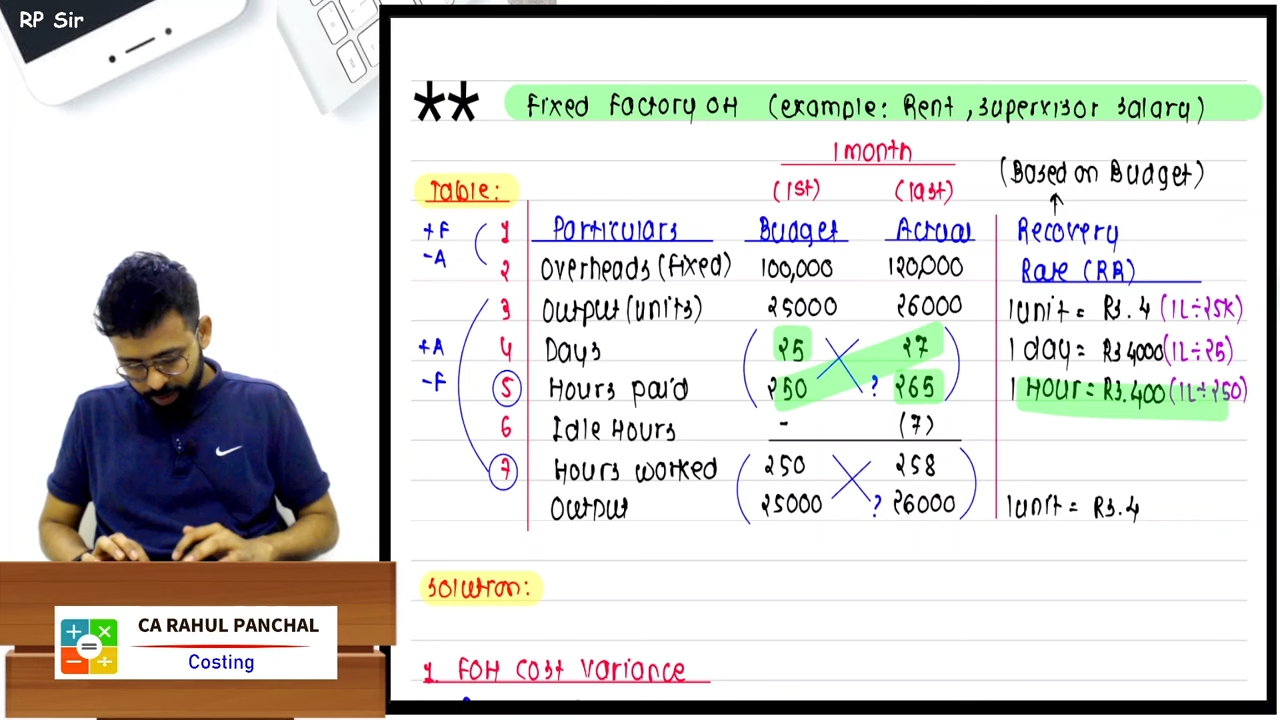 RP Sir
** Fixed Factory OH (example: Rent, supervisor salary)
1 month
(1st) (last) (Based on Budget)
Table:
+F 1 Particulars Budget Actual Recovery
-A 2 Overheads (fixed) 100,000 120,000 Rate (RR)
3 Output (units) 25000 26000 1 unit = Rs. 4 (1L÷25K)
+A 4 Days 25 27 1 day = Rs 4000 (1L÷25)
-F 5 Hours paid 250 ? 265 1 Hour = Rs. 400 (1L÷250)
6 Idle Hours - (7)
7 Hours worked 250 258
Output 25000 ? 26000 1 unit = Rs. 4
Solution:
1. FOH Cost Variance
CA RAHUL PANCHAL
Costing